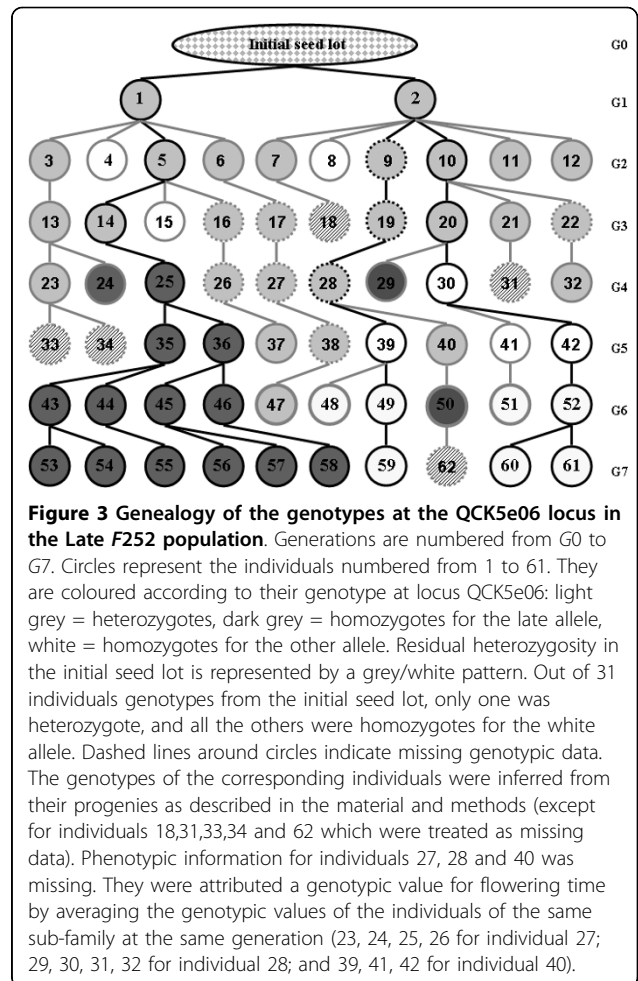 Initial seed lot G0
1 2 G1
3 4 5 6 7 8 9 10 11 12 G2
13 14 15 16 17 18 19 20 21 22 G3
23 24 25 26 27 28 29 30 31 32 G4
33 34 35 36 37 38 39 40 41 42 G5
43 44 45 46 47 48 49 50 51 52 G6
53 54 55 56 57 58 59 62 60 61 G7
Figure 3 Genealogy of the genotypes at the QCK5e06 locus in
the Late F252 population. Generations are numbered from G0 to
G7. Circles represent the individuals numbered from 1 to 61. They
are coloured according to their genotype at locus QCK5e06: light
grey = heterozygotes, dark grey = homozygotes for the late allele,
white = homozygotes for the other allele. Residual heterozygosity in
the initial seed lot is represented by a grey/white pattern. Out of 31
individuals genotypes from the initial seed lot, only one was
heterozygote, and all the others were homozygotes for the white
allele. Dashed lines around circles indicate missing genotypic data.
The genotypes of the corresponding individuals were inferred from
their progenies as described in the material and methods (except
for individuals 18,31,33,34 and 62 which were treated as missing
data). Phenotypic information for individuals 27, 28 and 40 was
missing. They were attributed a genotypic value for flowering time
by averaging the genotypic values of the individuals of the same
sub-family at the same generation (23, 24, 25, 26 for individual 27;
29, 30, 31, 32 for individual 28; and 39, 41, 42 for individual 40).